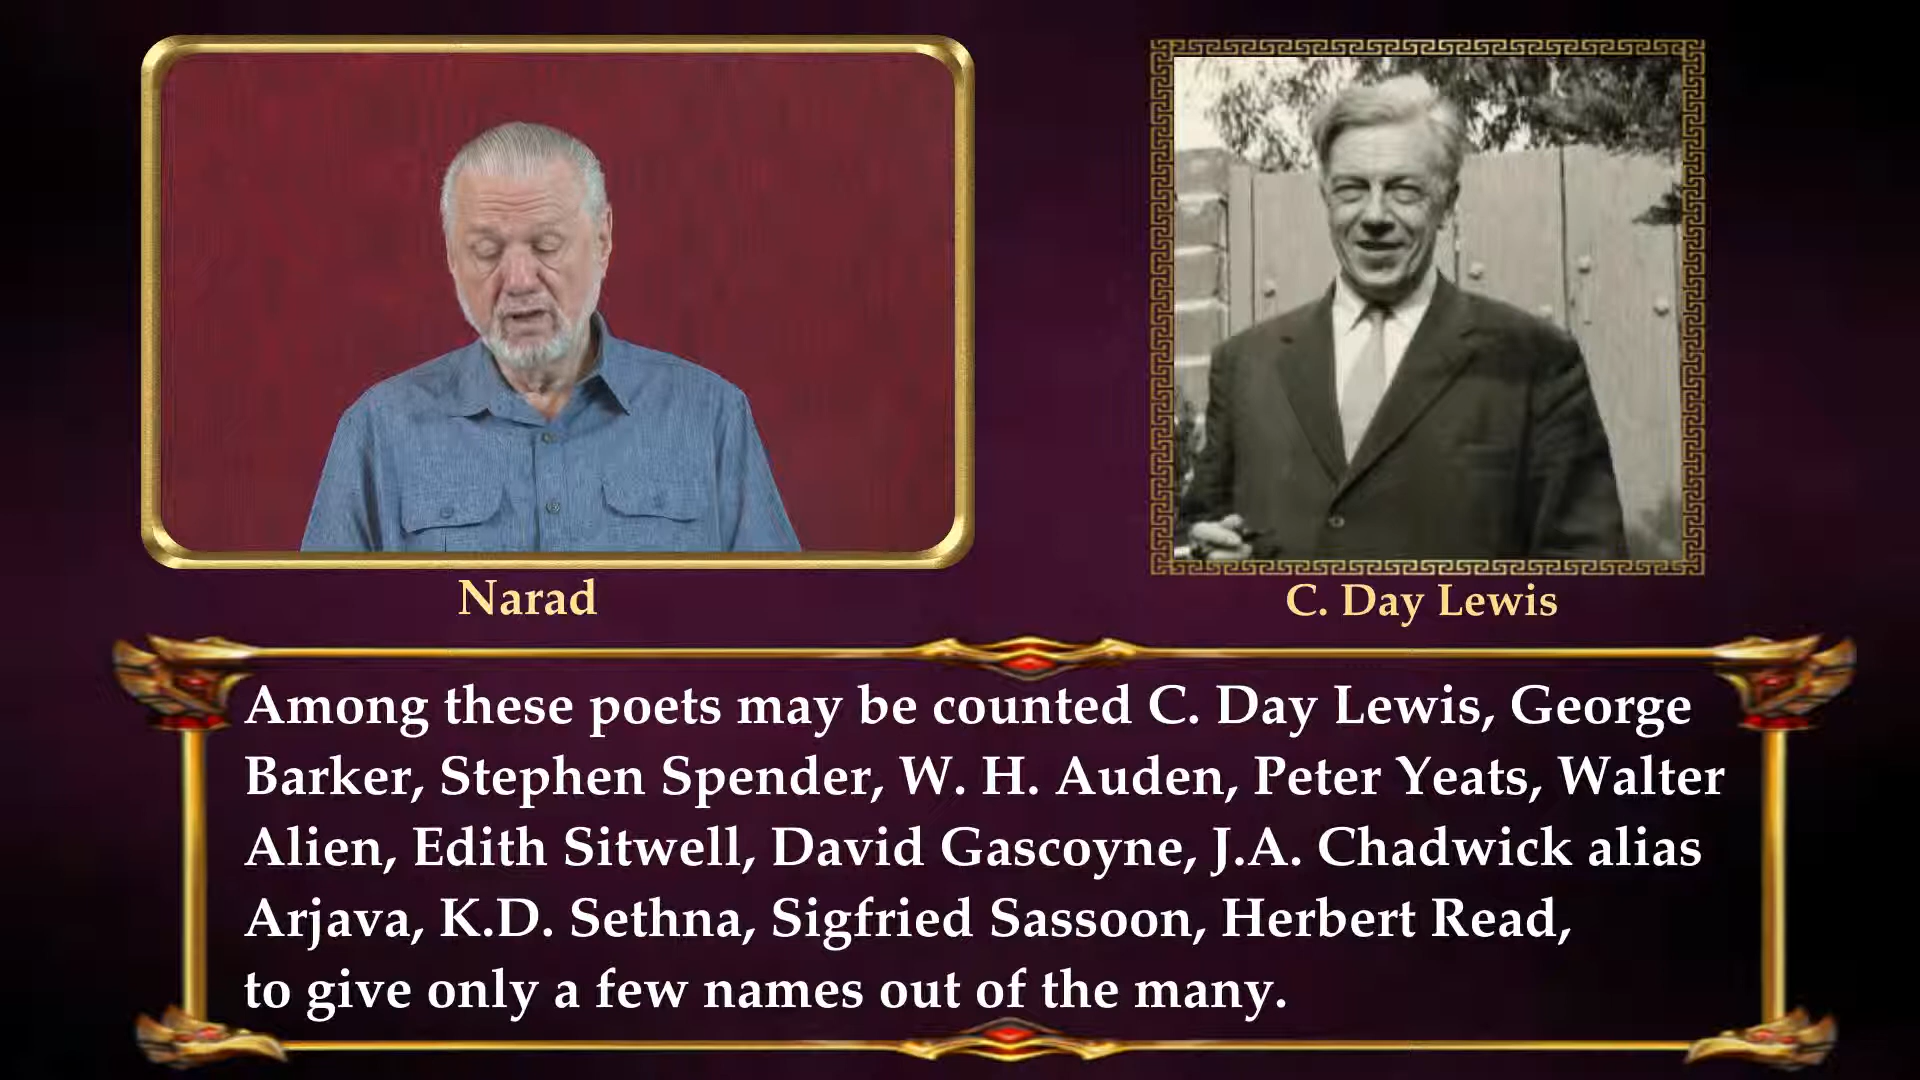 Narad
C. Day Lewis
Among these poets may be counted C. Day Lewis, George
Barker, Stephen Spender, W. H. Auden, Peter Yeats, Walter
Alien, Edith Sitwell, David Gascoyne, J.A. Chadwick alias
Arjava, K.D. Sethna, Sigfried Sassoon, Herbert Read,
to give only a few names out of the many.